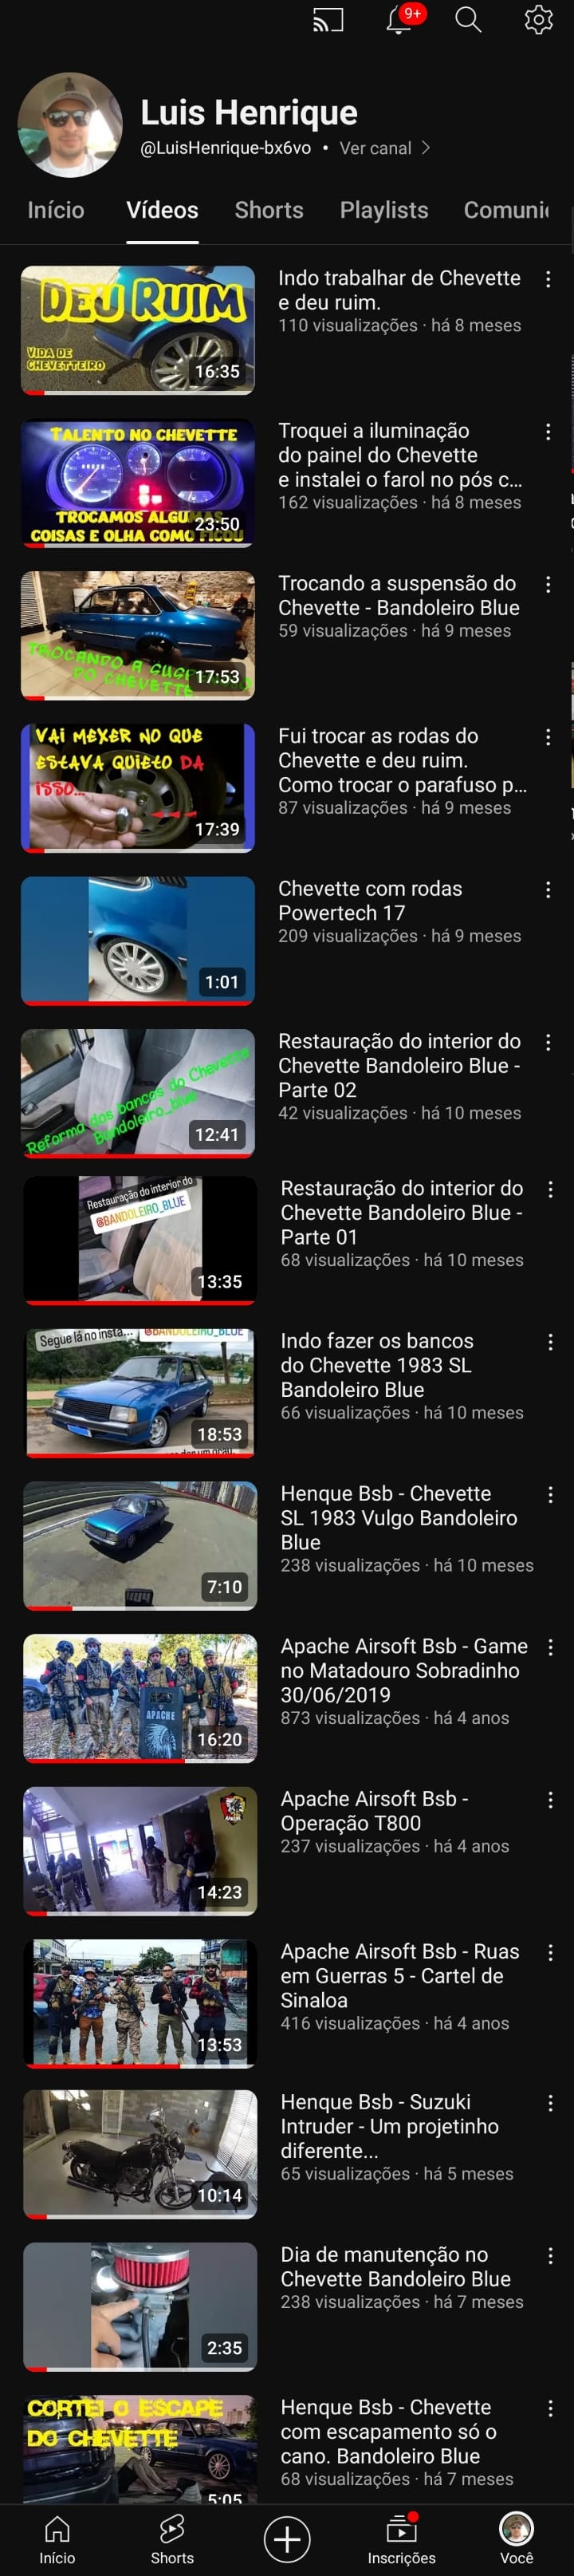 9+
Luis Henrique
@LuisHenrique-bx6vo • Ver canal
Início Vídeos Shorts Playlists Comuni
DEU RUIM
VIDA DE
CHEVETTEIRO
16:35
Indo trabalhar de Chevette
e deu ruim.
110 visualizações · há 8 meses
TALENTO NO CHEVETTE
TROCAMOS ALGUMAS
COISAS E OLHA COMO FICOU
23:50
Troquei a iluminação
do painel do Chevette
e instalei o farol no pós c...
162 visualizações · há 8 meses
TROCANDO A SUSPENSÃO
DO CHEVETTE
17:53
Trocando a suspensão do
Chevette - Bandoleiro Blue
59 visualizações · há 9 meses
VAI MEXER NO QUE
ESTAVA QUIETO DA
ISSO...
17:39
Fui trocar as rodas do
Chevette e deu ruim.
Como trocar o parafuso p...
87 visualizações · há 9 meses
1:01
Chevette com rodas
Powertech 17
209 visualizações · há 9 meses
Reforma dos bancos do Chevette
Bandoleiro_blue
12:41
Restauração do interior do
Chevette Bandoleiro Blue -
Parte 02
42 visualizações · há 10 meses
Restauração do interior do
@BANDOLEIRO_BLUE
13:35
Restauração do interior do
Chevette Bandoleiro Blue -
Parte 01
68 visualizações · há 10 meses
Segue lá no insta...
@BANDOLEIRO_BLUE
18:53
Indo fazer os bancos
do Chevette 1983 SL
Bandoleiro Blue
66 visualizações · há 10 meses
7:10
Henque Bsb - Chevette
SL 1983 Vulgo Bandoleiro
Blue
238 visualizações · há 10 meses
APACHE
16:20
Apache Airsoft Bsb - Game
no Matadouro Sobradinho
30/06/2019
873 visualizações · há 4 anos
14:23
Apache Airsoft Bsb -
Operação T800
237 visualizações · há 4 anos
13:53
Apache Airsoft Bsb - Ruas
em Guerras 5 - Cartel de
Sinaloa
416 visualizações · há 4 anos
10:14
Henque Bsb - Suzuki
Intruder - Um projetinho
diferente...
65 visualizações · há 5 meses
2:35
Dia de manutenção no
Chevette Bandoleiro Blue
238 visualizações · há 7 meses
CORTEI O ESCAPE
DO CHEVETTE
5:05
Henque Bsb - Chevette
com escapamento só o
cano. Bandoleiro Blue
68 visualizações · há 7 meses
Início Shorts Inscrições Você